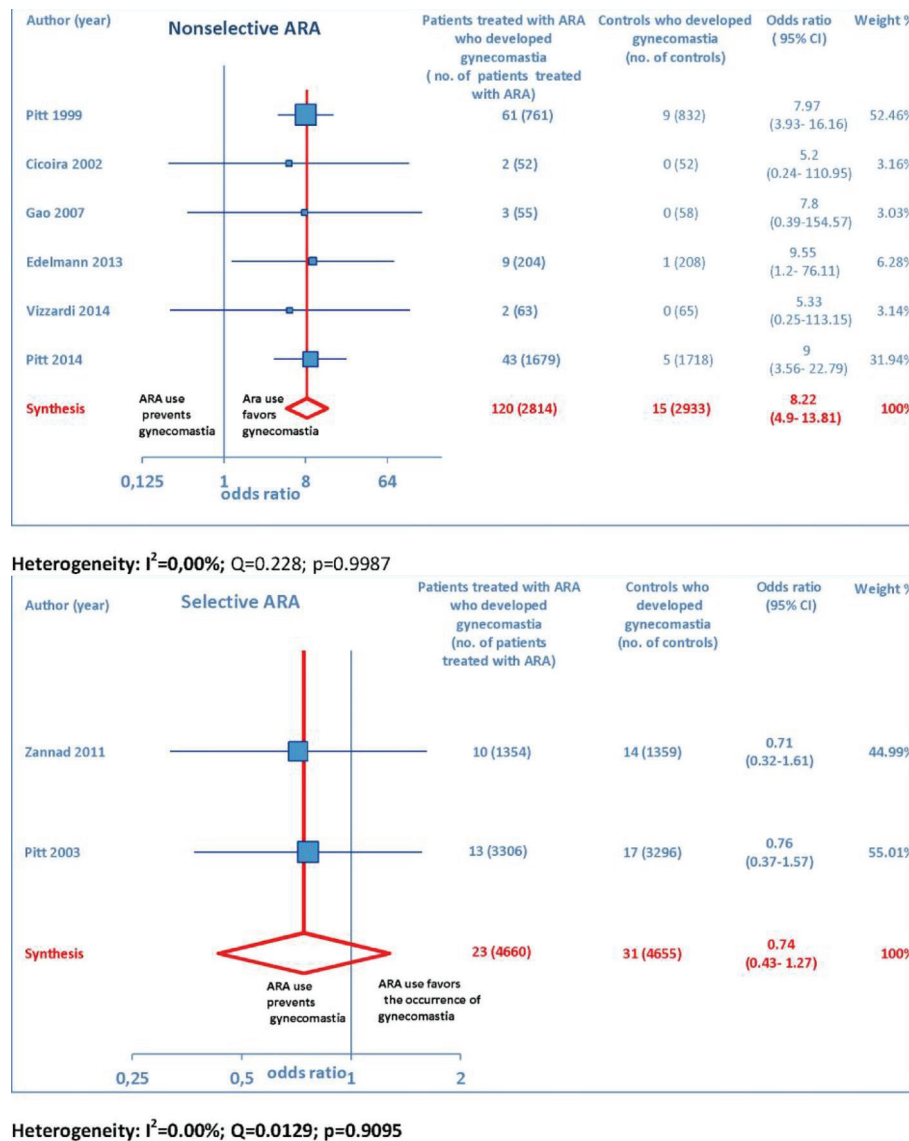 Author (year)
Nonselective ARA
Patients treated with ARA
who developed
gynecomastia
( no. of patients treated
with ARA)
Controls who developed
gynecomastia
(no. of controls)
Odds ratio
( 95% CI)
Weight %
Pitt 1999
61 (761)
9 (832)
7.97
(3.93- 16.16)
52.46%
Cicoira 2002
2 (52)
0 (52)
5.2
(0.24- 110.95)
3.16%
Gao 2007
3 (55)
0 (58)
7.8
(0.39-154.57)
3.03%
Edelmann 2013
9 (204)
1 (208)
9.55
(1.2- 76.11)
6.28%
Vizzardi 2014
2 (63)
0 (65)
5.33
(0.25-113.15)
3.14%
Pitt 2014
43 (1679)
5 (1718)
9
(3.56- 22.79)
31.94%
Synthesis
ARA use
prevents
gynecomastia
Ara use
favors
gynecomastia
120 (2814)
15 (2933)
8.22
(4.9- 13.81)
100%
0,125
1
8
64
odds ratio
Heterogeneity: I²=0,00%; Q=0.228; p=0.9987
Author (year)
Selective ARA
Patients treated with ARA
who developed
gynecomastia
(no. of patients
treated with ARA)
Controls who
developed
gynecomastia
(no. of controls)
Odds ratio
(95% CI)
Weight %
Zannad 2011
10 (1354)
14 (1359)
0.71
(0.32-1.61)
44.99%
Pitt 2003
13 (3306)
17 (3296)
0.76
(0.37-1.57)
55.01%
Synthesis
23 (4660)
31 (4655)
0.74
(0.43- 1.27)
100%
ARA use
prevents
gynecomastia
ARA use favors
the occurrence of
gynecomastia
0,25
0,5
odds ratio
1
2
Heterogeneity: I²=0.00%; Q=0.0129; p=0.9095